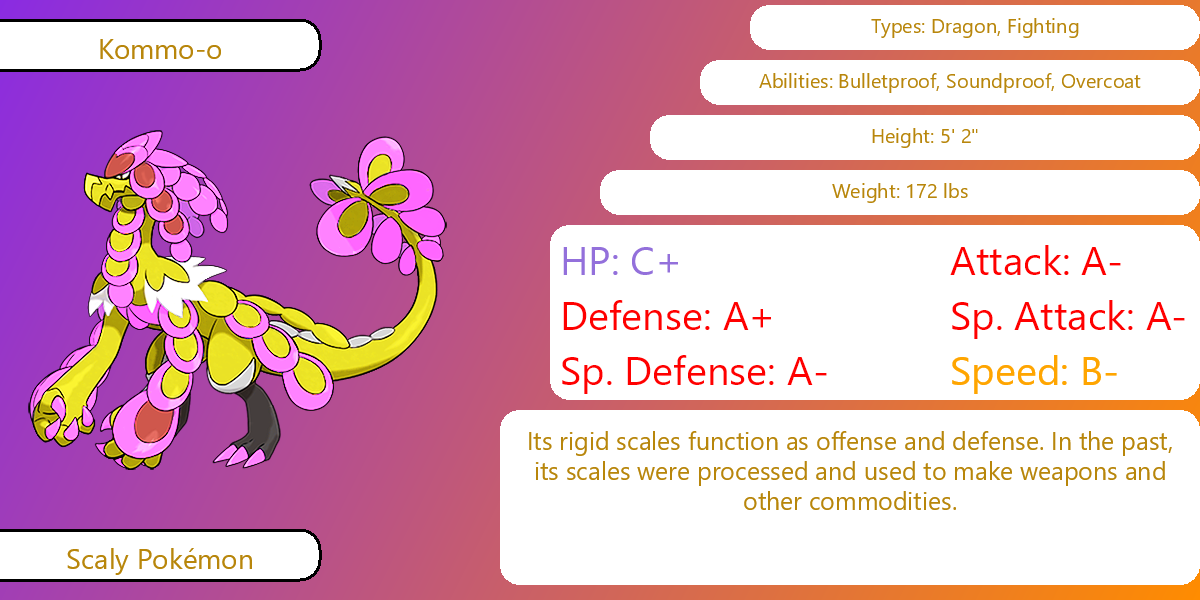 Kommo-o
Types: Dragon, Fighting
Abilities: Bulletproof, Soundproof, Overcoat
Height: 5' 2"
Weight: 172 lbs
HP: C+
Attack: A-
Defense: A+
Sp. Attack: A-
Sp. Defense: A-
Speed: B-
Its rigid scales function as offense and defense. In the past,
its scales were processed and used to make weapons and
other commodities.
Scaly Pokémon